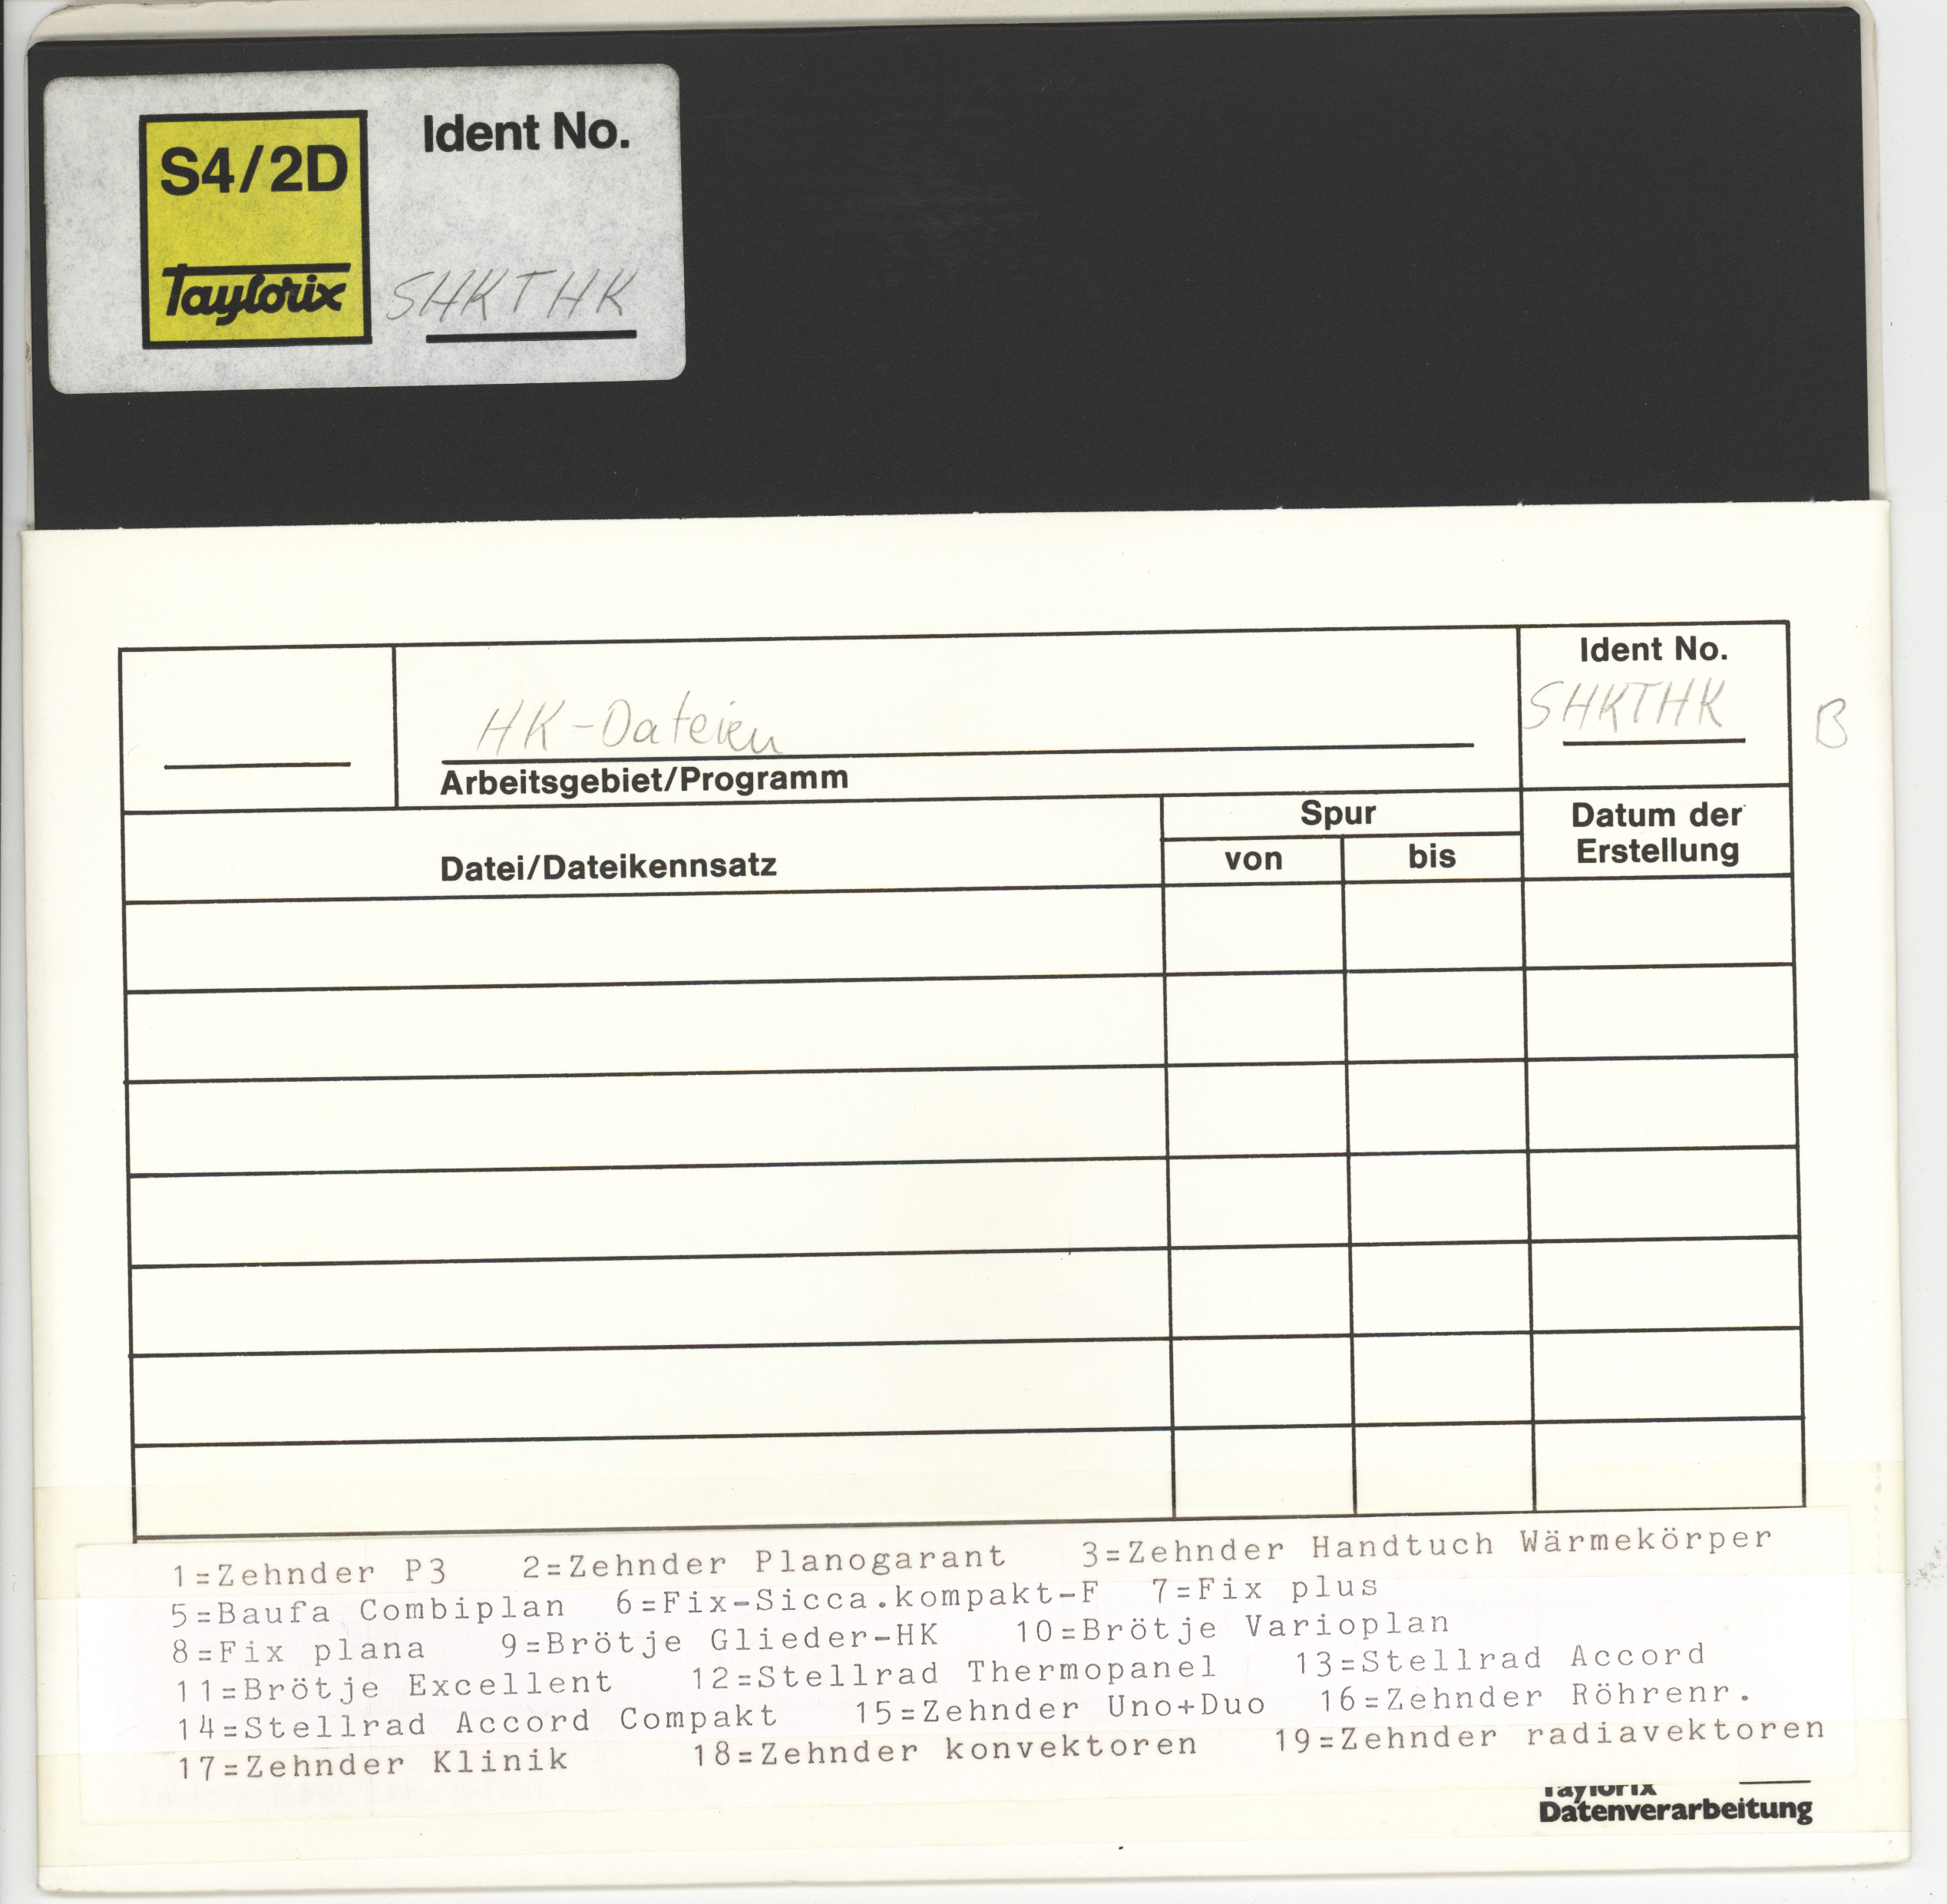 S4/2D
Ident No.
Taylorix
SHKTHK
Ident No.
SHKTHK
B
HK-Dateien
Arbeitsgebiet/Programm
Spur
Datum der
Erstellung
Datei/Dateikennsatz
von
bis
1=Zehnder P3 2=Zehnder Planogarant 3=Zehnder Handtuch Wärmekörper
5=Baufa Combiplan 6=Fix-Sicca.kompakt-F 7=Fix plus
8=Fix plana 9=Brötje Glieder-HK 10=Brötje Varioplan
11=Brötje Excellent 12=Stellrad Thermopanel 13=Stellrad Accord
14=Stellrad Accord Compakt 15=Zehnder Uno+Duo 16=Zehnder Röhrenr.
17=Zehnder Klinik 18=Zehnder konvektoren 19=Zehnder radiavektoren
Taylorix
Datenverarbeitung